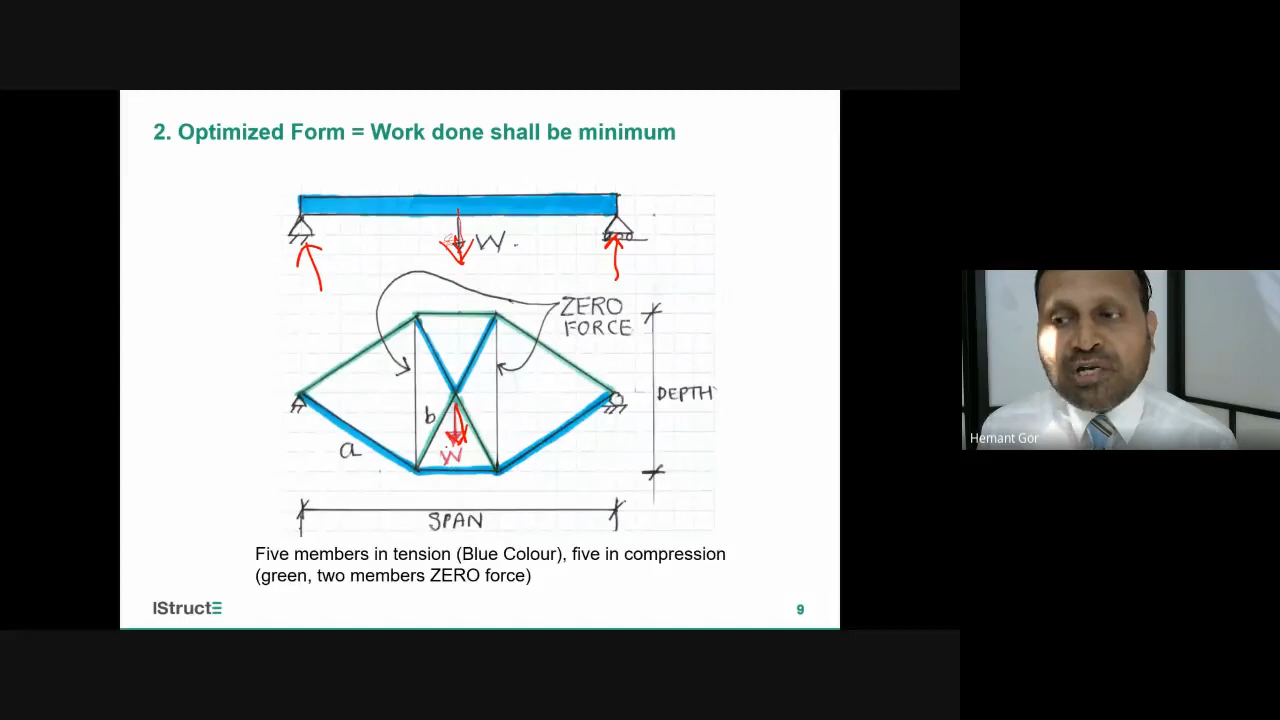 2. Optimized Form = Work done shall be minimum
W.
ZERO
FORCE
DEPTH
b
a
W
SPAN
Five members in tension (Blue Colour), five in compression
(green, two members ZERO force)
IStructE
9
Hemant Gor